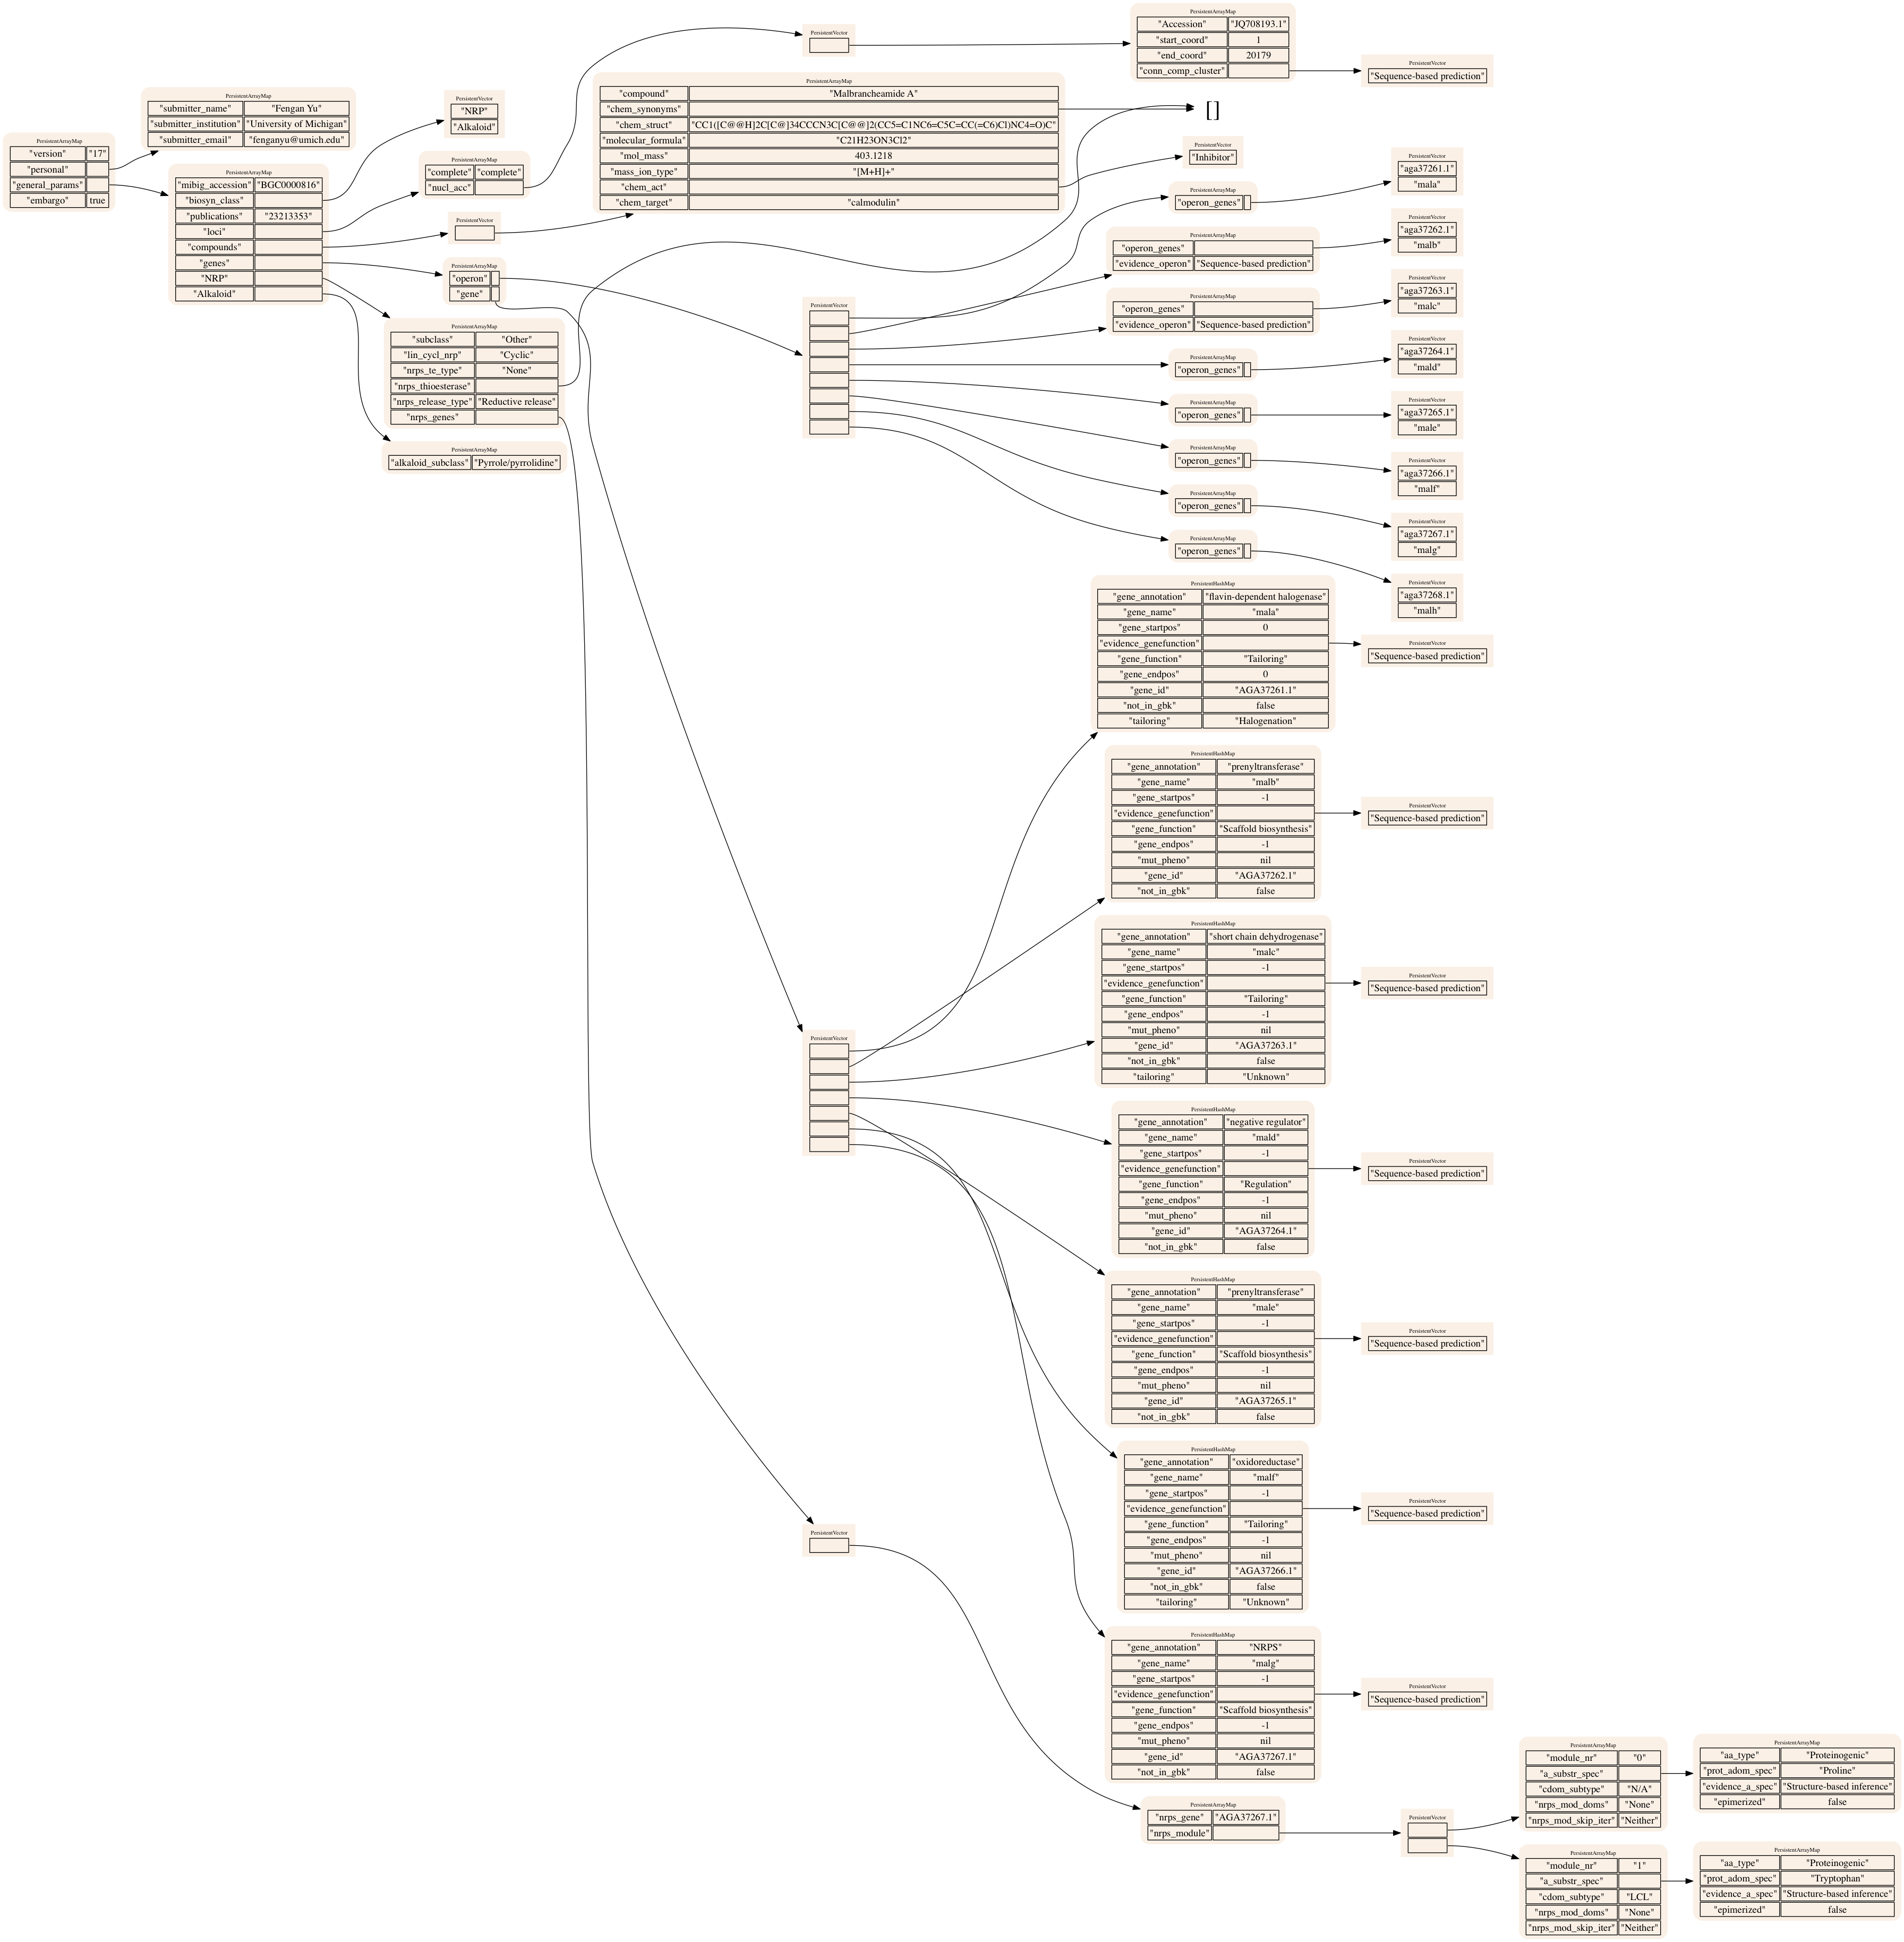 PersistentArrayMap
"version" "17"
"personal"
"general_params"
"embargo" true
PersistentArrayMap
"submitter_name" "Fengan Yu"
"submitter_institution" "University of Michigan"
"submitter_email" "fenganyu@umich.edu"
PersistentArrayMap
"mibig_accession" "BGC0000816"
"biosyn_class"
"publications" "23213353"
"loci"
"compounds"
"genes"
"NRP"
"Alkaloid"
PersistentVector
"NRP"
"Alkaloid"
PersistentArrayMap
"complete" "complete"
"nucl_acc"
PersistentVector
PersistentArrayMap
"operon"
"gene"
PersistentArrayMap
"subclass" "Other"
"lin_cycl_nrp" "Cyclic"
"nrps_te_type" "None"
"nrps_thioesterase"
"nrps_release_type" "Reductive release"
"nrps_genes"
PersistentArrayMap
"alkaloid_subclass" "Pyrrole/pyrrolidine"
PersistentVector
PersistentArrayMap
"compound" "Malbrancheamide A"
"chem_synonyms"
"chem_struct" "CC1([C@@H]2C[C@]34CCCN3C[C@@]2(CC5=C1NC6=C5C=CC(=C6)Cl)NC4=O)C"
"molecular_formula" "C21H23ON3Cl2"
"mol_mass" 403.1218
"mass_ion_type" "[M+H]+"
"chem_act"
"chem_target" "calmodulin"
PersistentArrayMap
"Accession" "JQ708193.1"
"start_coord" 1
"end_coord" 20179
"conn_comp_cluster"
PersistentVector
"Sequence-based prediction"
[]
PersistentVector
"Inhibitor"
PersistentVector
PersistentArrayMap
"operon_genes"
PersistentVector
"aga37261.1"
"mala"
PersistentArrayMap
"operon_genes"
"evidence_operon" "Sequence-based prediction"
PersistentVector
"aga37262.1"
"malb"
PersistentArrayMap
"operon_genes"
"evidence_operon" "Sequence-based prediction"
PersistentVector
"aga37263.1"
"malc"
PersistentArrayMap
"operon_genes"
PersistentVector
"aga37264.1"
"mald"
PersistentArrayMap
"operon_genes"
PersistentVector
"aga37265.1"
"male"
PersistentArrayMap
"operon_genes"
PersistentVector
"aga37266.1"
"malf"
PersistentArrayMap
"operon_genes"
PersistentVector
"aga37267.1"
"malg"
PersistentArrayMap
"operon_genes"
PersistentVector
"aga37268.1"
"malh"
PersistentVector
PersistentHashMap
"gene_annotation" "flavin-dependent halogenase"
"gene_name" "mala"
"gene_startpos" 0
"evidence_genefunction"
"gene_function" "Tailoring"
"gene_endpos" 0
"gene_id" "AGA37261.1"
"not_in_gbk" false
"tailoring" "Halogenation"
PersistentVector
"Sequence-based prediction"
PersistentHashMap
"gene_annotation" "prenyltransferase"
"gene_name" "malb"
"gene_startpos" -1
"evidence_genefunction"
"gene_function" "Scaffold biosynthesis"
"gene_endpos" -1
"mut_pheno" nil
"gene_id" "AGA37262.1"
"not_in_gbk" false
PersistentVector
"Sequence-based prediction"
PersistentHashMap
"gene_annotation" "short chain dehydrogenase"
"gene_name" "malc"
"gene_startpos" -1
"evidence_genefunction"
"gene_function" "Tailoring"
"gene_endpos" -1
"mut_pheno" nil
"gene_id" "AGA37263.1"
"not_in_gbk" false
"tailoring" "Unknown"
PersistentVector
"Sequence-based prediction"
PersistentHashMap
"gene_annotation" "negative regulator"
"gene_name" "mald"
"gene_startpos" -1
"evidence_genefunction"
"gene_function" "Regulation"
"gene_endpos" -1
"mut_pheno" nil
"gene_id" "AGA37264.1"
"not_in_gbk" false
PersistentVector
"Sequence-based prediction"
PersistentHashMap
"gene_annotation" "prenyltransferase"
"gene_name" "male"
"gene_startpos" -1
"evidence_genefunction"
"gene_function" "Scaffold biosynthesis"
"gene_endpos" -1
"mut_pheno" nil
"gene_id" "AGA37265.1"
"not_in_gbk" false
PersistentVector
"Sequence-based prediction"
PersistentHashMap
"gene_annotation" "oxidoreductase"
"gene_name" "malf"
"gene_startpos" -1
"evidence_genefunction"
"gene_function" "Tailoring"
"gene_endpos" -1
"mut_pheno" nil
"gene_id" "AGA37266.1"
"not_in_gbk" false
"tailoring" "Unknown"
PersistentVector
"Sequence-based prediction"
PersistentHashMap
"gene_annotation" "NRPS"
"gene_name" "malg"
"gene_startpos" -1
"evidence_genefunction"
"gene_function" "Scaffold biosynthesis"
"gene_endpos" -1
"mut_pheno" nil
"gene_id" "AGA37267.1"
"not_in_gbk" false
PersistentVector
"Sequence-based prediction"
PersistentVector
PersistentArrayMap
"nrps_gene" "AGA37267.1"
"nrps_module"
PersistentVector
PersistentArrayMap
"module_nr" "0"
"a_substr_spec"
"cdom_subtype" "N/A"
"nrps_mod_doms" "None"
"nrps_mod_skip_iter" "Neither"
PersistentArrayMap
"aa_type" "Proteinogenic"
"prot_adom_spec" "Proline"
"evidence_a_spec" "Structure-based inference"
"epimerized" false
PersistentArrayMap
"module_nr" "1"
"a_substr_spec"
"cdom_subtype" "LCL"
"nrps_mod_doms" "None"
"nrps_mod_skip_iter" "Neither"
PersistentArrayMap
"aa_type" "Proteinogenic"
"prot_adom_spec" "Tryptophan"
"evidence_a_spec" "Structure-based inference"
"epimerized" false